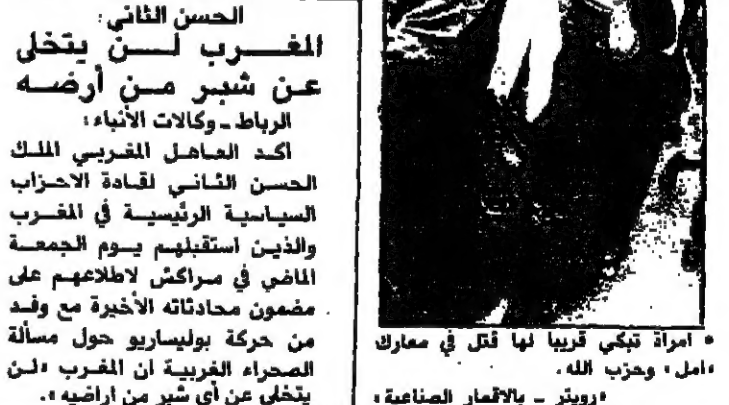 الحسن الثاني:
المغرب لن يتخلى
عن شبر من أرضه
الرباط - وكالات الأنباء:
أكد العاهل المغربي الملك
الحسن الثاني لقادة الاحزاب
السياسية الرئيسية في المغرب
والذين استقبلهم يوم الجمعة
الماضي في مراكش لاطلاعهم على
مضمون محادثاته الأخيرة مع وفد
من حركة بوليساريو حول مسألة
الصحراء الغربية ان المغرب «لن
يتخلى عن أي شبر من اراضيه».
* امرأة تبكي قريبا لها قتل في معارك
«امل» وحزب الله.
«رويتر - بالاقمار الصناعية»